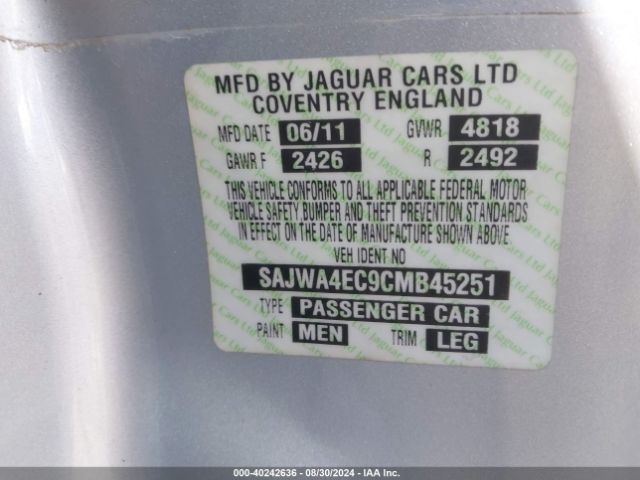 MFD BY JAGUAR CARS LTD
COVENTRY ENGLAND
MFD DATE 06/11 GVWR 4818
GAWR F 2426 R 2492
THIS VEHICLE CONFORMS TO ALL APPLICABLE FEDERAL MOTOR
VEHICLE SAFETY, BUMPER AND THEFT PREVENTION STANDARDS
IN EFFECT ON THE DATE OF MANUFACTURE SHOWN ABOVE
VEH IDENT NO
SAJWA4EC9CMB45251
TYPE PASSENGER CAR
PAINT MEN TRIM LEG
000-40242636 - 08/30/2024 - IAA Inc.